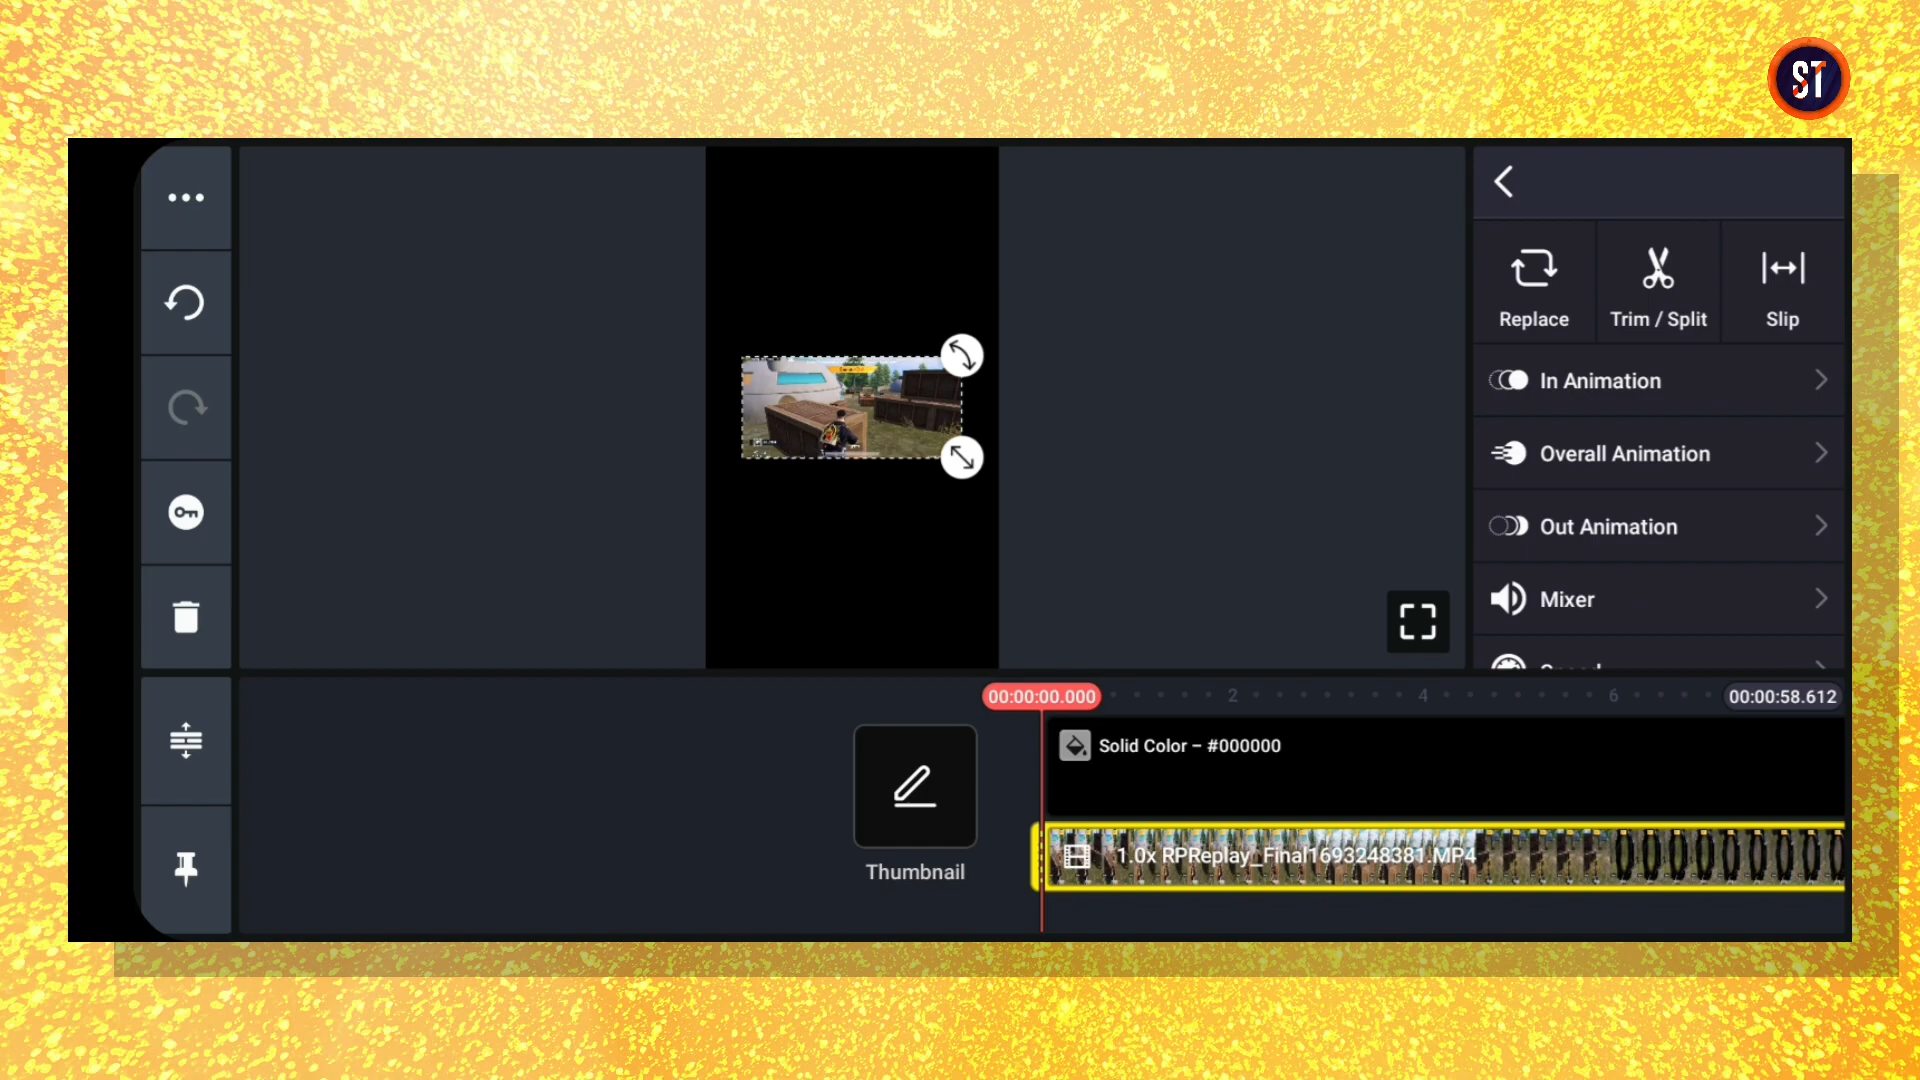 ST
Replace
Trim / Split
Slip
In Animation
Overall Animation
Out Animation
Mixer
Speed
00:00:00.000
2
4
6
00:00:58.612
Solid Color – #000000
1.0x RPReplay_Final1693248381.MP4
Thumbnail